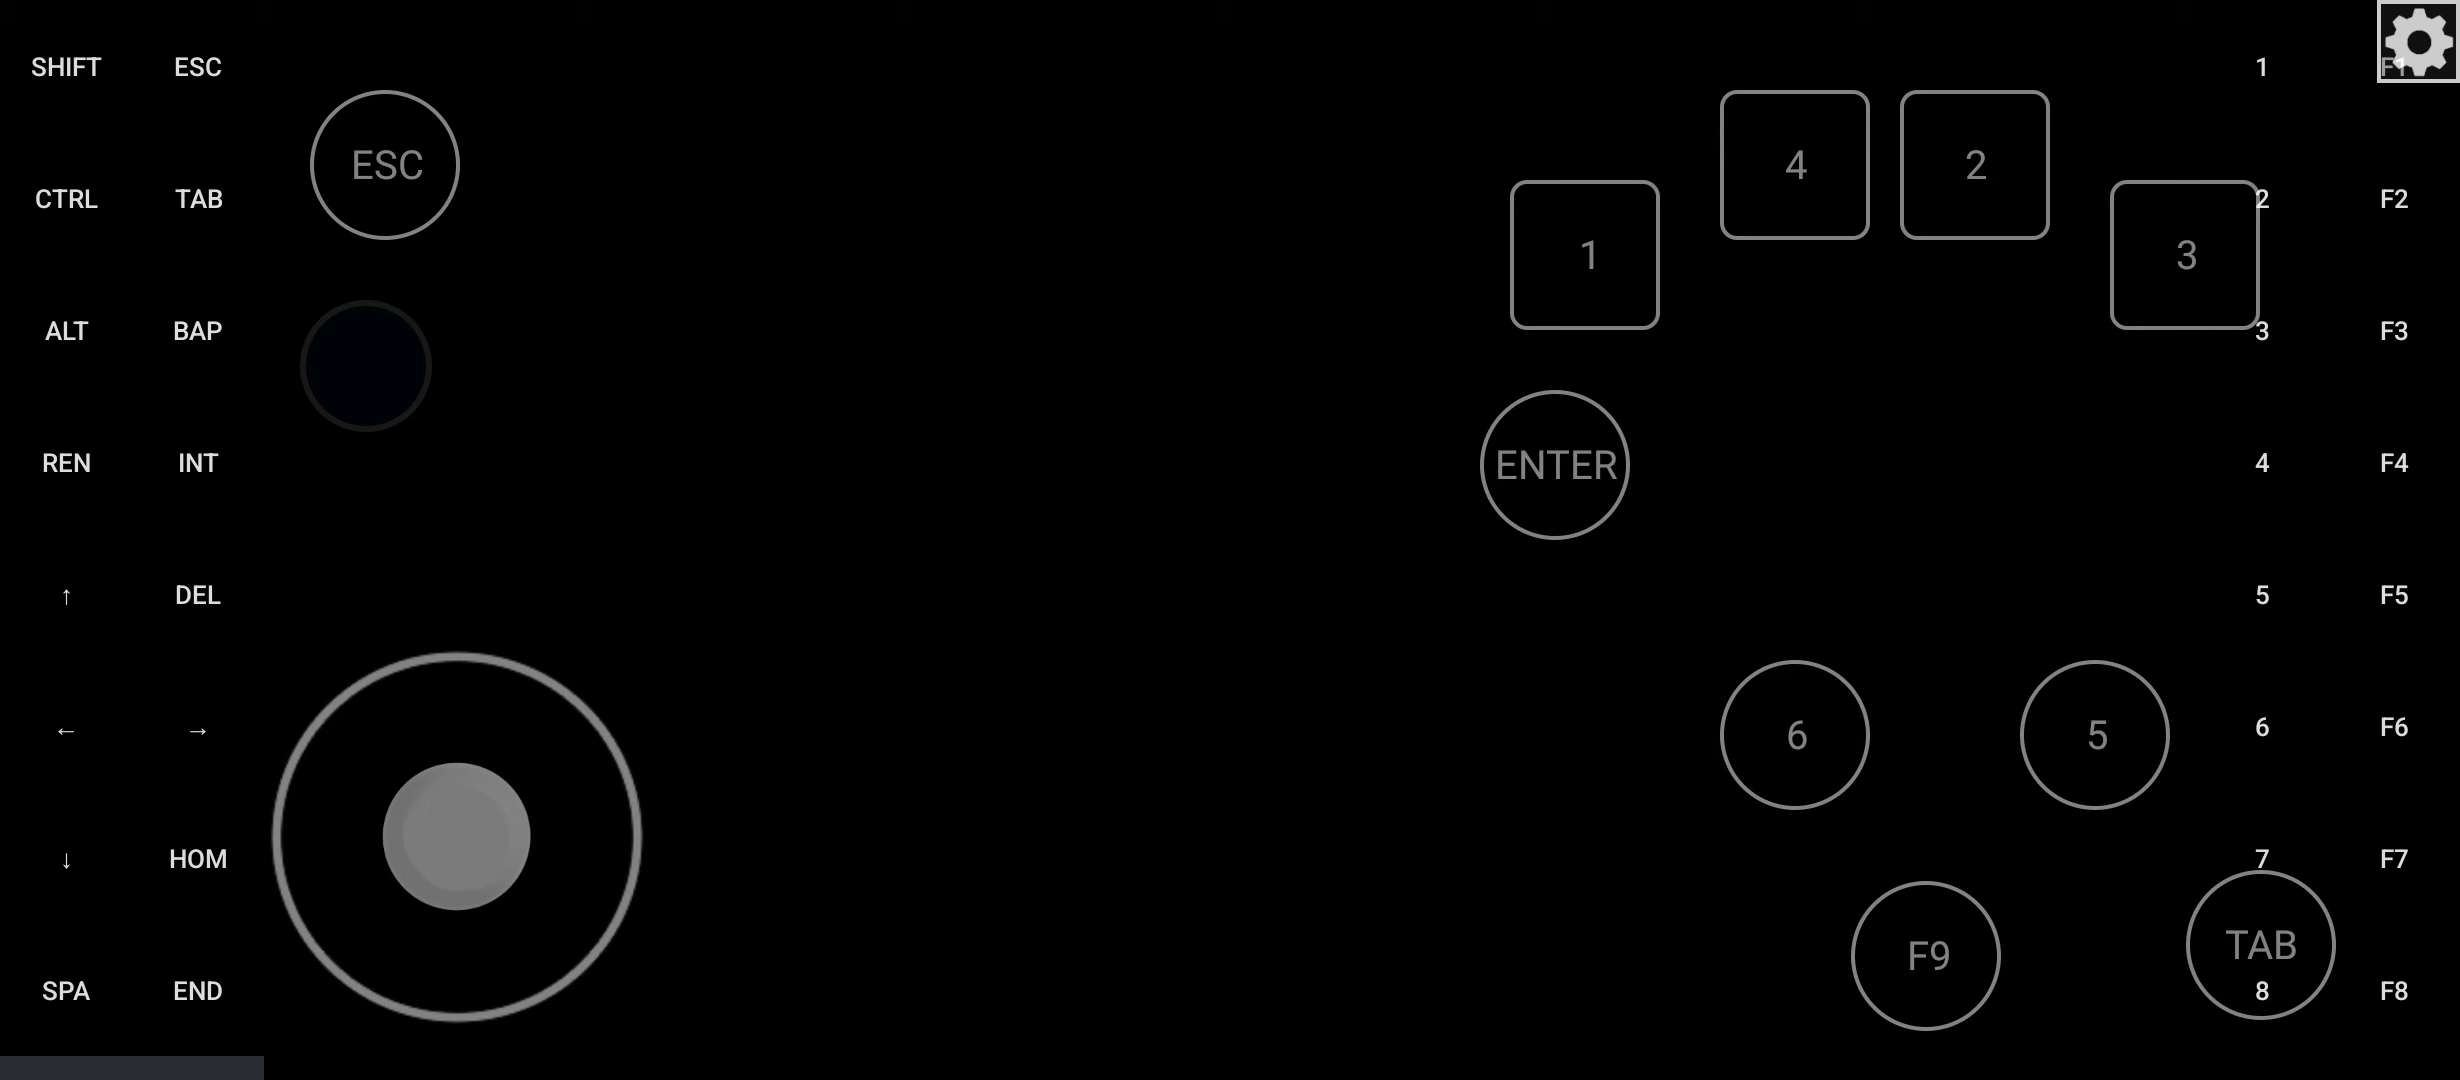 SHIFT ESC 1 F1
ESC 4 2
CTRL TAB 2 F2
1 3
ALT BAP 3 F3
REN INT 4 F4
ENTER
↑ DEL 5 F5
← → 6 F6
6 5
↓ HOM 7 F7
F9 TAB
SPA END 8 F8